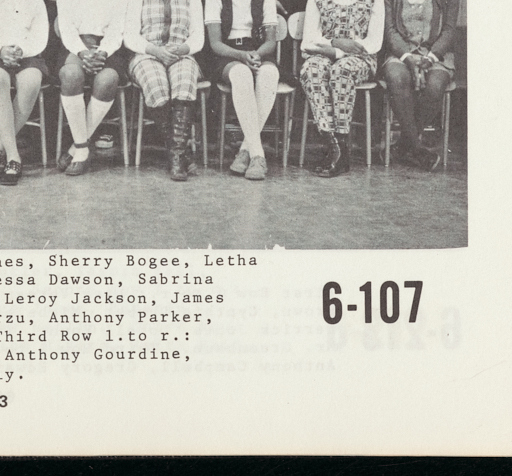 nes, Sherry Bogee, Letha
essa Dawson, Sabrina
Leroy Jackson, James
rzu, Anthony Parker,
Third Row l.to r.:
Anthony Gourdine,
ly.
6-107
3